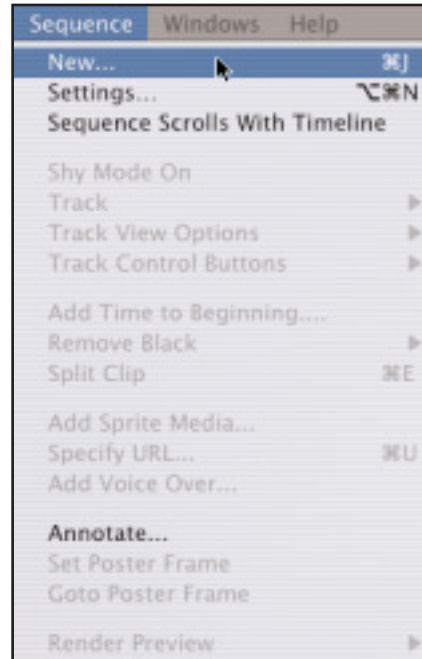 Sequence Windows Help
New... ⌘J
Settings... ⌥⌘N
Sequence Scrolls With Timeline
Shy Mode On
Track
Track View Options
Track Control Buttons
Add Time to Beginning....
Remove Black
Split Clip ⌘E
Add Sprite Media...
Specify URL... ⌘U
Add Voice Over...
Annotate...
Set Poster Frame
Goto Poster Frame
Render Preview